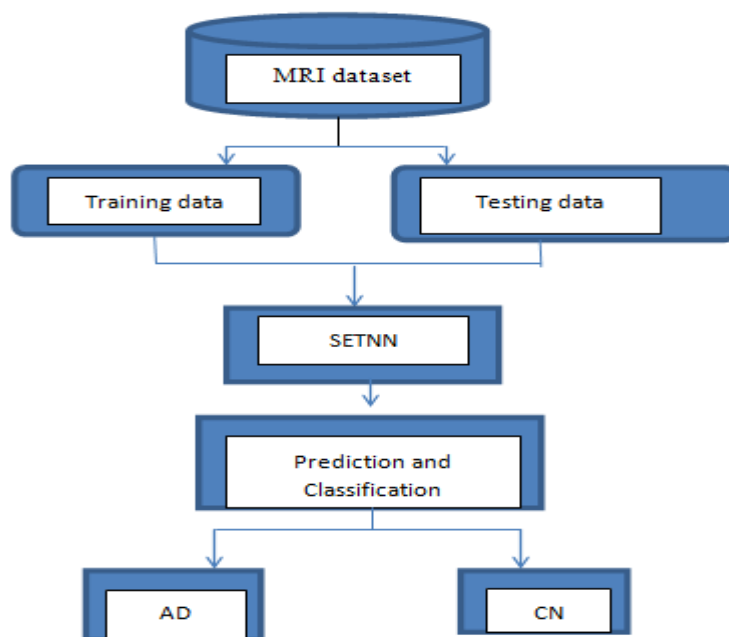 MRI dataset
Training data
Testing data
SETNN
Prediction and
Classification
AD
CN